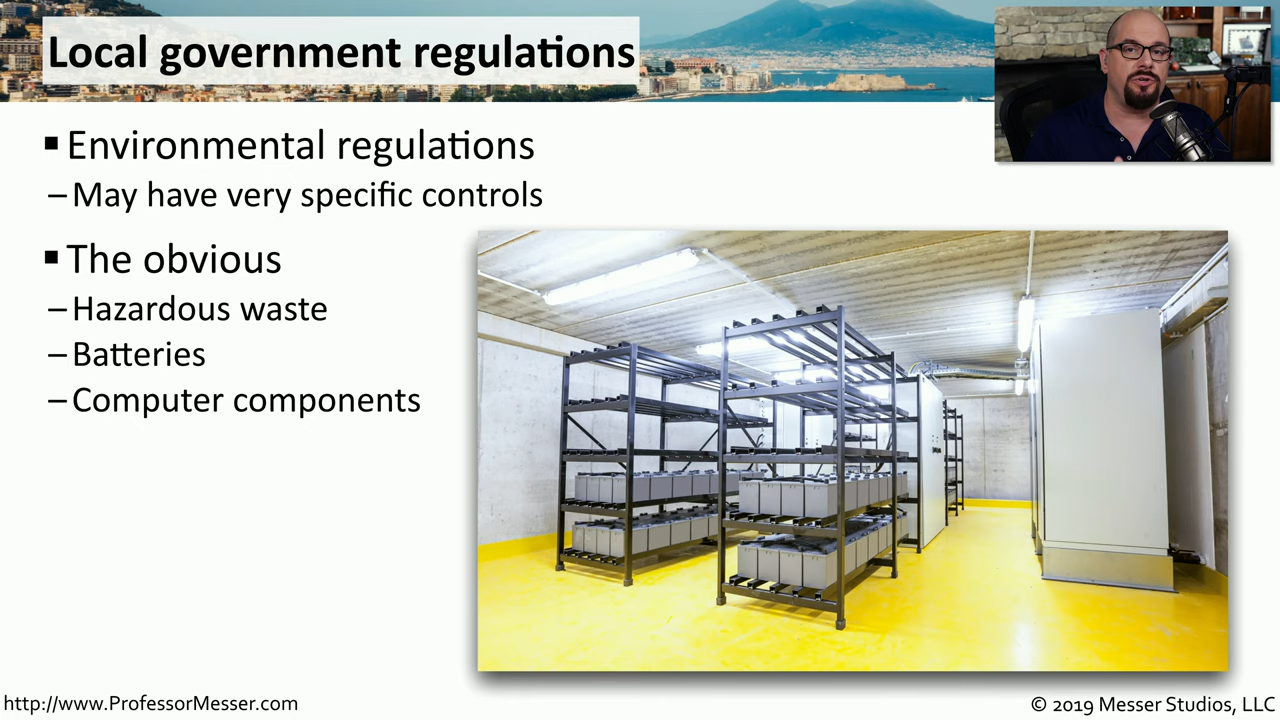 Local government regulations
▪ Environmental regulations
– May have very specific controls
▪ The obvious
– Hazardous waste
– Batteries
– Computer components
http://www.ProfessorMesser.com
© 2019 Messer Studios, LLC